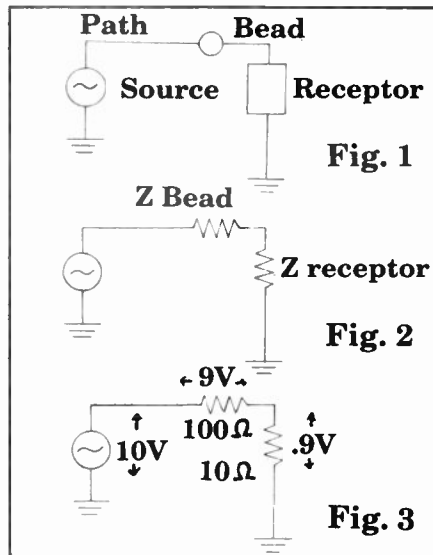 Path
Bead
Source
Receptor
Fig. 1
Z Bead
Z receptor
Fig. 2
9V
100Ω
10V
10Ω
.9V
Fig. 3